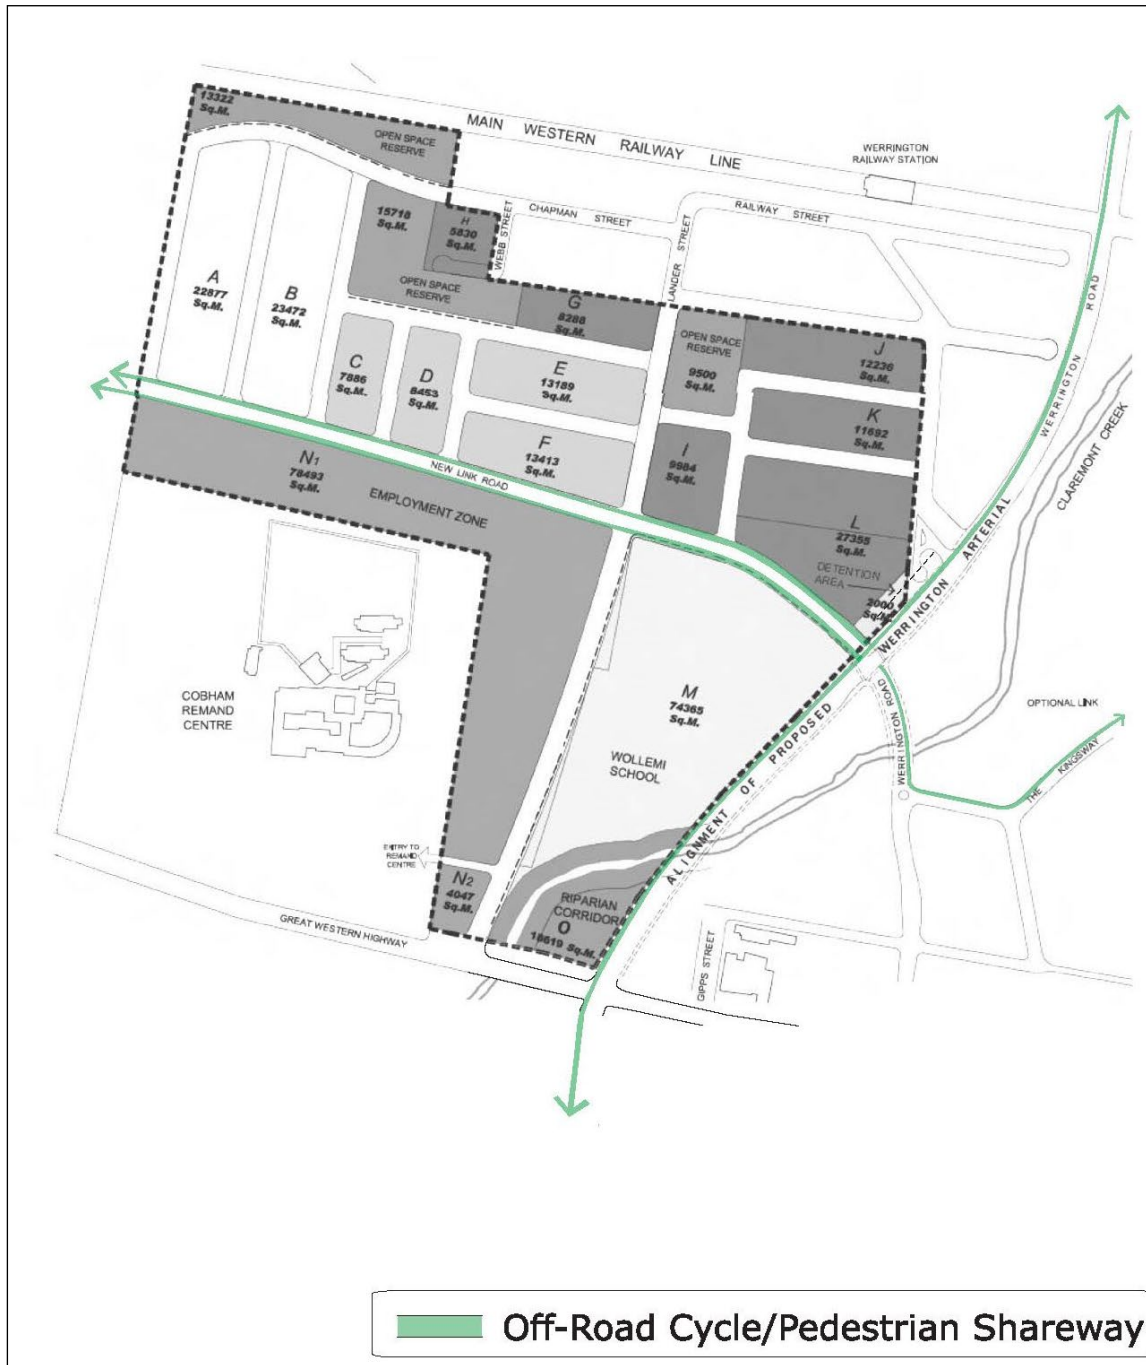 13322
Sq.M.
OPEN SPACE
RESERVE
MAIN WESTERN RAILWAY LINE
WERRINGTON
RAILWAY STATION
15718
Sq.M.
H
5830
Sq.M.
WEBB STREET
CHAPMAN STREET
LANDER STREET
RAILWAY STREET
A
22877
Sq.M.
B
23472
Sq.M.
OPEN SPACE
RESERVE
G
8288
Sq.M.
OPEN SPACE
RESERVE
9500
Sq.M.
J
12236
Sq.M.
C
7886
Sq.M.
D
8453
Sq.M.
E
13189
Sq.M.
K
11692
Sq.M.
F
13413
Sq.M.
I
9984
Sq.M.
N1
78493
Sq.M.
NEW LINK ROAD
EMPLOYMENT ZONE
L
27355
Sq.M.
DETENTION
AREA
2000
Sq.M.
WERRINGTON ROAD
CLAREMONT CREEK
ALIGNMENT OF PROPOSED WERRINGTON ARTERIAL
COBHAM
REMAND
CENTRE
M
74365
Sq.M.
WOLLEMI
SCHOOL
WERRINGTON ROAD
OPTIONAL LINK
THE KINGSWAY
ENTRY TO
REMAND
CENTRE
N2
4047
Sq.M.
RIPARIAN
CORRIDOR
O
18619 Sq.M.
GREAT WESTERN HIGHWAY
GIPPS STREET
Off-Road Cycle/Pedestrian Shareway